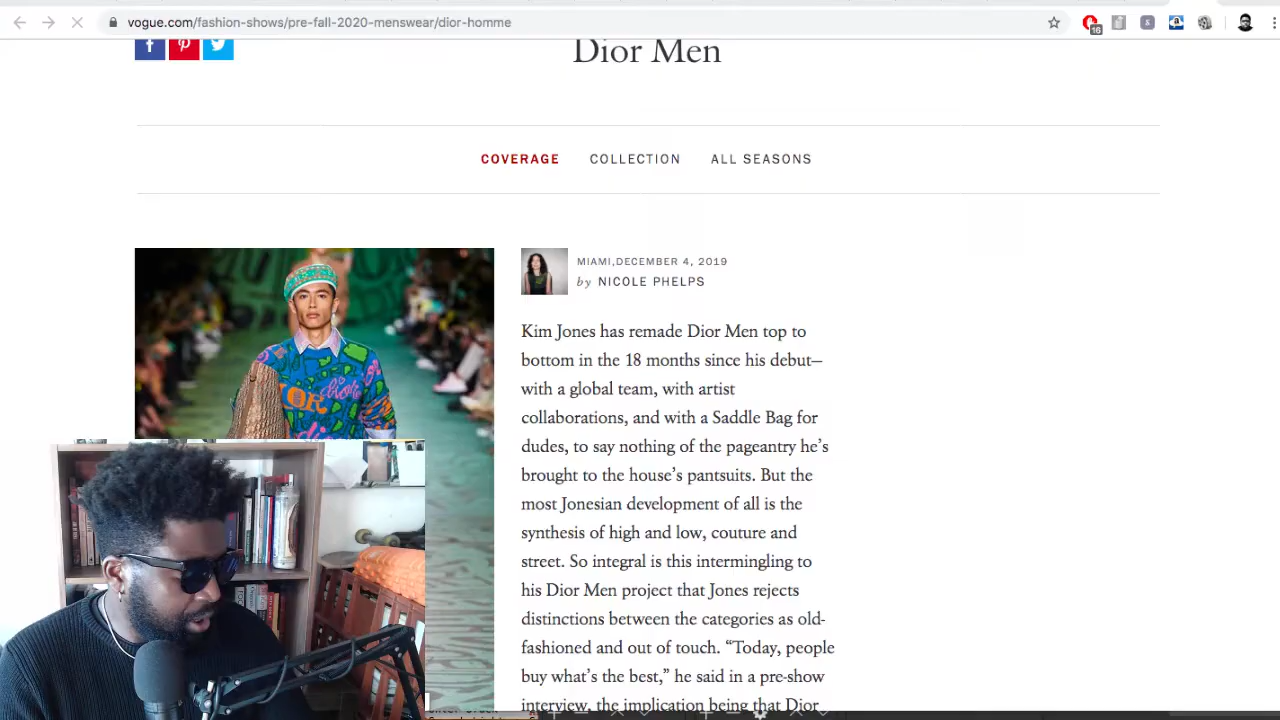 vogue.com/fashion-shows/pre-fall-2020-menswear/dior-homme
16
Dior Men
COVERAGE COLLECTION ALL SEASONS
MIAMI,DECEMBER 4, 2019
by NICOLE PHELPS
Kim Jones has remade Dior Men top to
bottom in the 18 months since his debut—
with a global team, with artist
collaborations, and with a Saddle Bag for
dudes, to say nothing of the pageantry he’s
brought to the house’s pantsuits. But the
most Jonesian development of all is the
synthesis of high and low, couture and
street. So integral is this intermingling to
his Dior Men project that Jones rejects
distinctions between the categories as old-
fashioned and out of touch. “Today, people
buy what’s the best,” he said in a pre-show
interview, the implication being that Dior